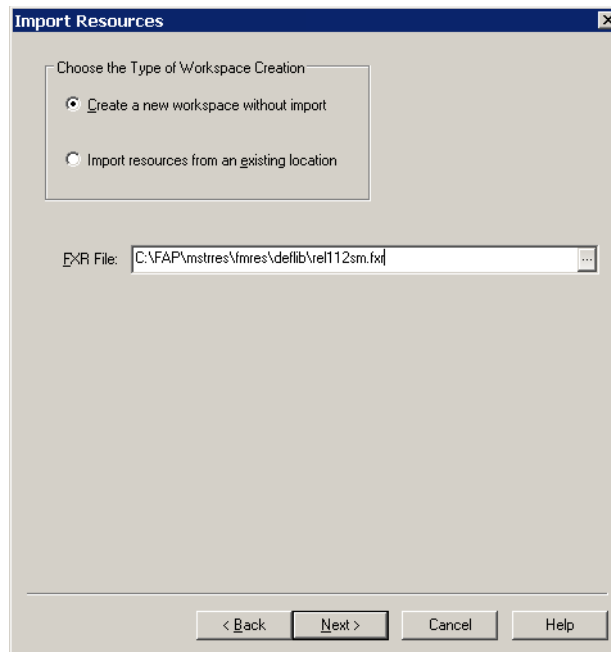 Import Resources
Choose the Type of Workspace Creation
Create a new workspace without import
Import resources from an existing location
FXR File: C:\FAP\mstrres\fmres\deflib\rel112sm.fxr ...
< Back Next > Cancel Help